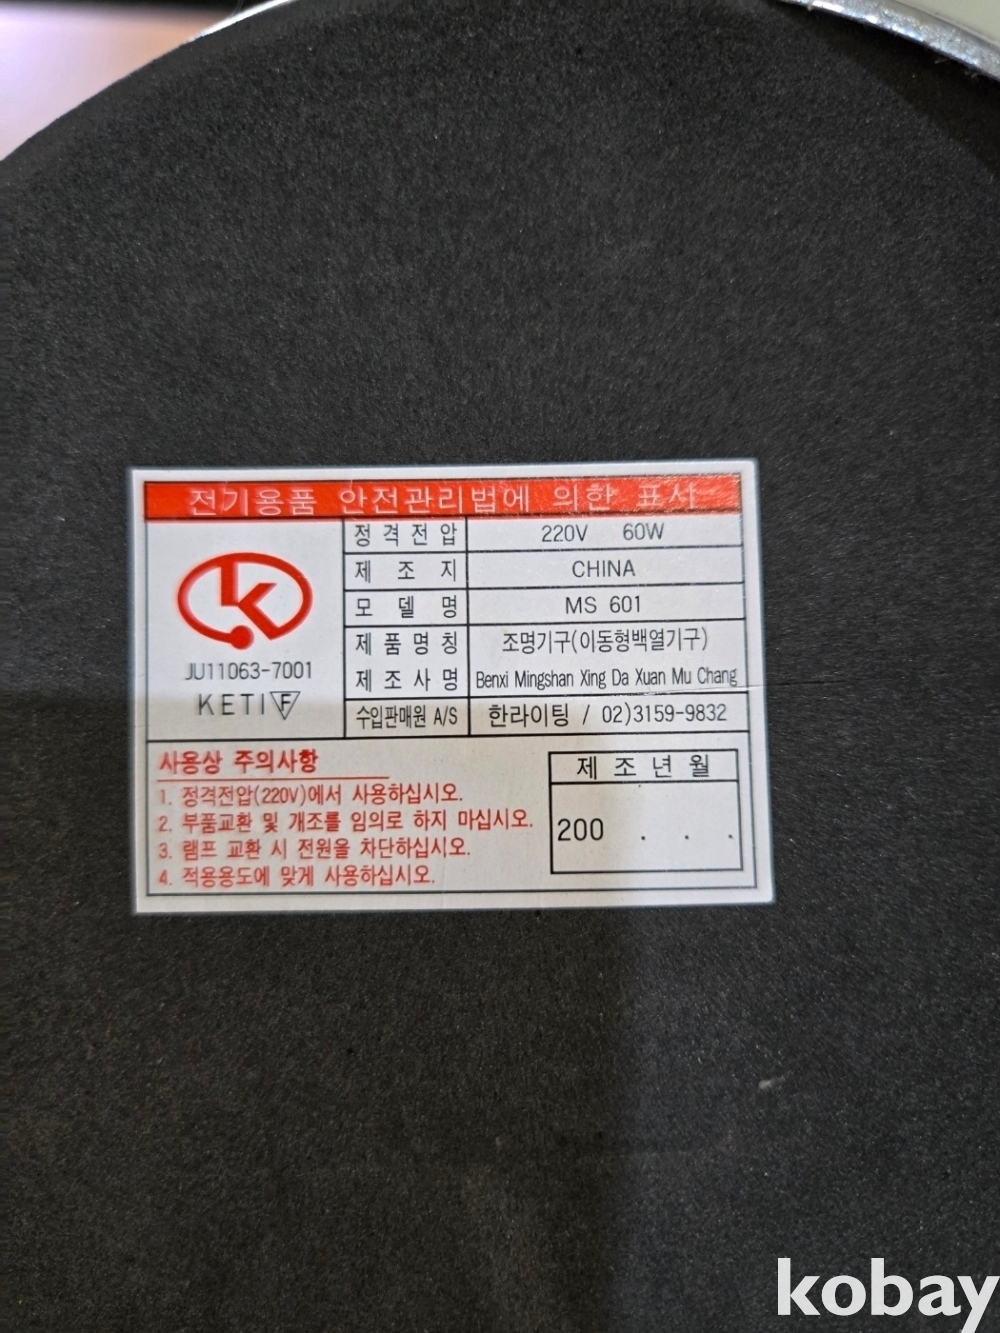 전기용품 안전관리법에 의한 표시
정격전압 220V 60W
제조지 CHINA
모델명 MS 601
제품명칭 조명기구(이동형백열기구)
제조사명 Benxi Mingshan Xing Da Xuan Mu Chang
수입판매원 A/S 한라이팅 / 02)3159-9832
JU11063-7001
KETI F
사용상 주의사항
1. 정격전압(220V)에서 사용하십시오.
2. 부품교환 및 개조를 임의로 하지 마십시오.
3. 램프 교환 시 전원을 차단하십시오.
4. 적용용도에 맞게 사용하십시오.
제조년월
200 . . .
kobay